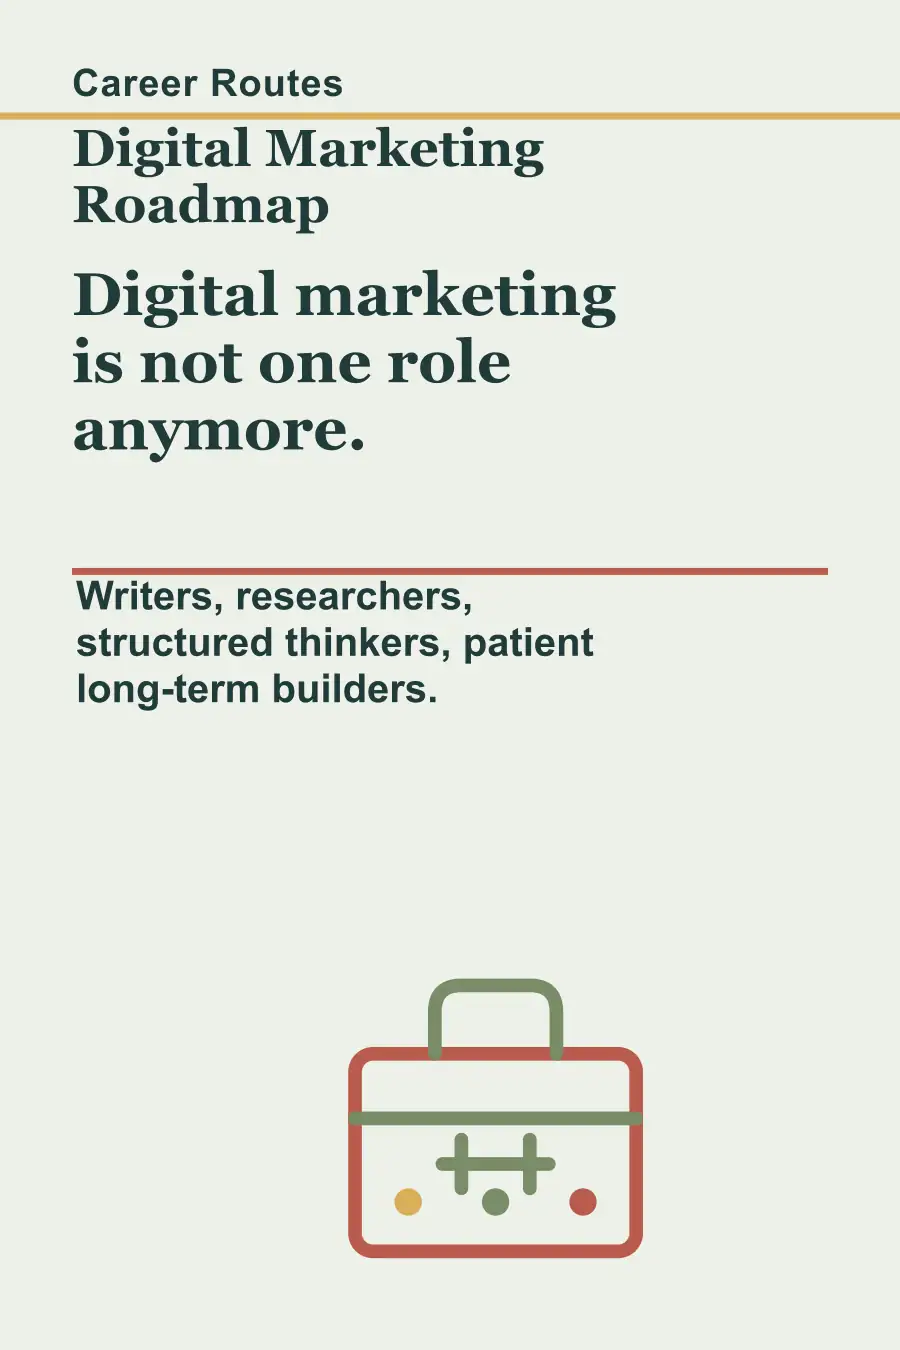 Career Routes
Digital Marketing
Roadmap
Digital marketing
is not one role
anymore.
Writers, researchers,
structured thinkers, patient
long-term builders.